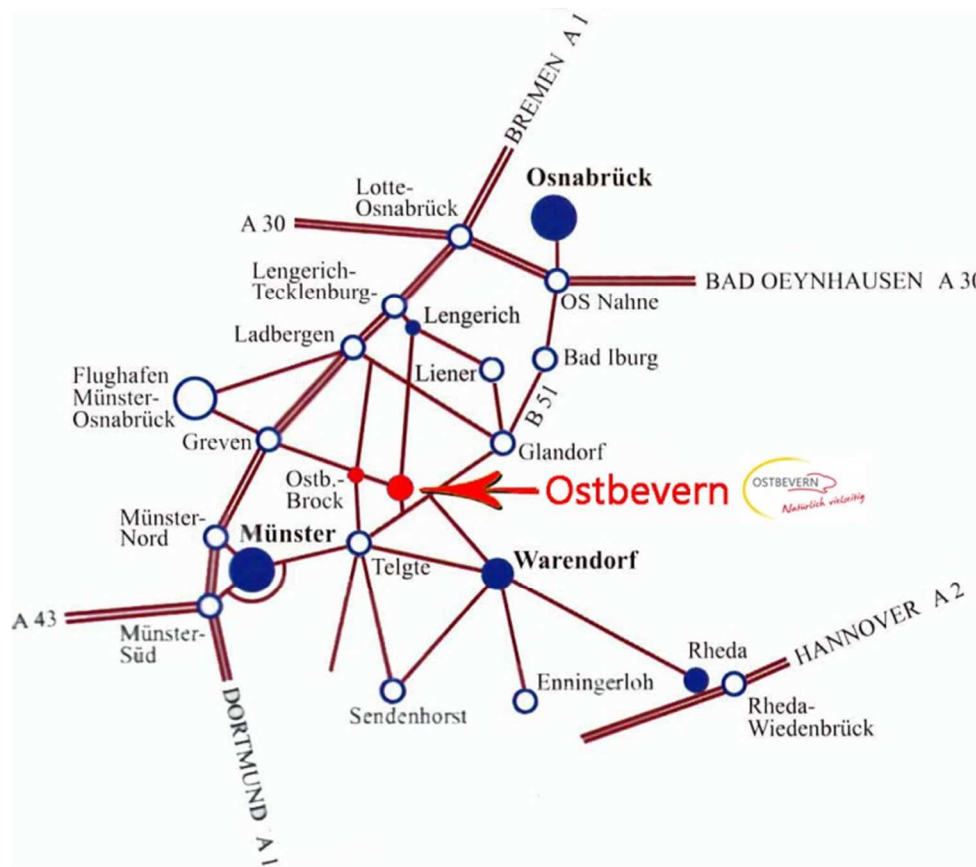 BREMEN A 1
Osnabrück
Lotte-
Osnabrück
A 30
BAD OEYNHAUSEN A 30
OS Nahne
Lengerich-
Tecklenburg-
Lengerich
Ladbergen
Liener
Bad Iburg
Flughafen
Münster-
Osnabrück
B 51
Greven
Glandorf
Ostb.-
Brock
Ostbevern
OSTBEVERN
Natürlich vielseitig
Münster-
Nord
Münster
Telgte
Warendorf
A 43
Münster-
Süd
HANNOVER A 2
Rheda
Enningerloh
Sendenhorst
Rheda-
Wiedenbrück
DORTMUND A 1